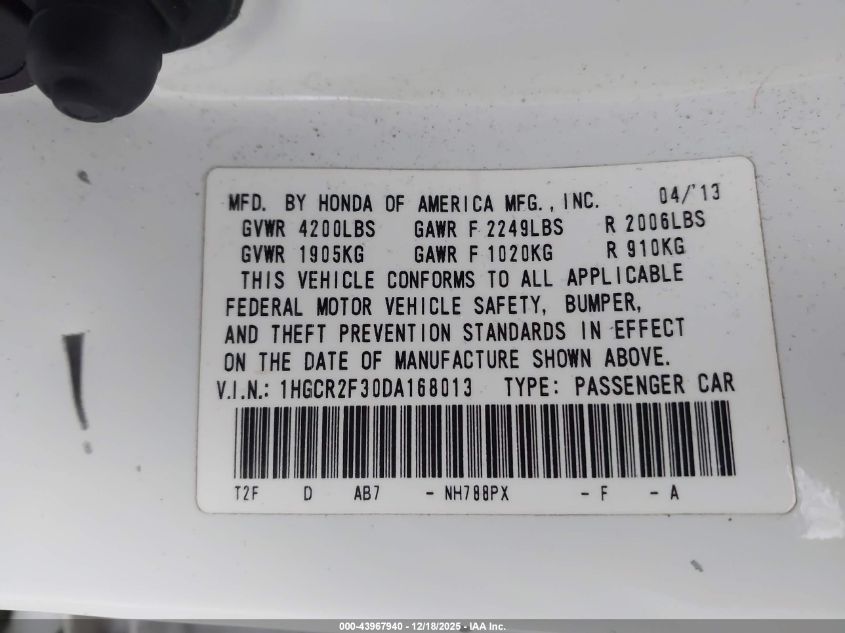 MFD. BY HONDA OF AMERICA MFG., INC. 04/'13
GVWR 4200LBS GAWR F 2249LBS R 2006LBS
GVWR 1905KG GAWR F 1020KG R 910KG
THIS VEHICLE CONFORMS TO ALL APPLICABLE
FEDERAL MOTOR VEHICLE SAFETY, BUMPER,
AND THEFT PREVENTION STANDARDS IN EFFECT
ON THE DATE OF MANUFACTURE SHOWN ABOVE.
V.I.N.: 1HGCR2F30DA168013 TYPE: PASSENGER CAR
T2F D AB7 - NH788PX - F - A
000-43967940 - 12/18/2025 - IAA Inc.